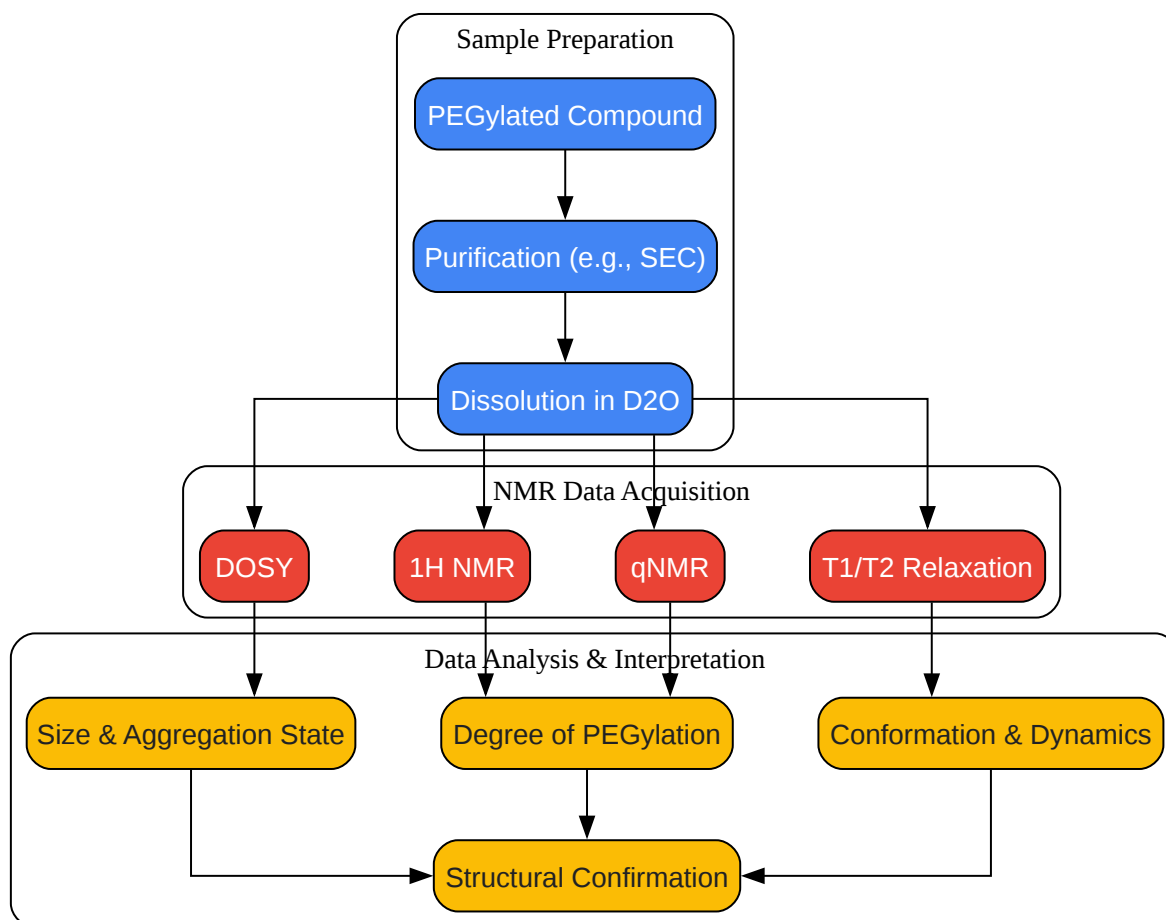 Sample Preparation
PEGylated Compound
Purification (e.g., SEC)
Dissolution in D2O
NMR Data Acquisition
DOSY
1H NMR
qNMR
T1/T2 Relaxation
Data Analysis & Interpretation
Size & Aggregation State
Degree of PEGylation
Conformation & Dynamics
Structural Confirmation